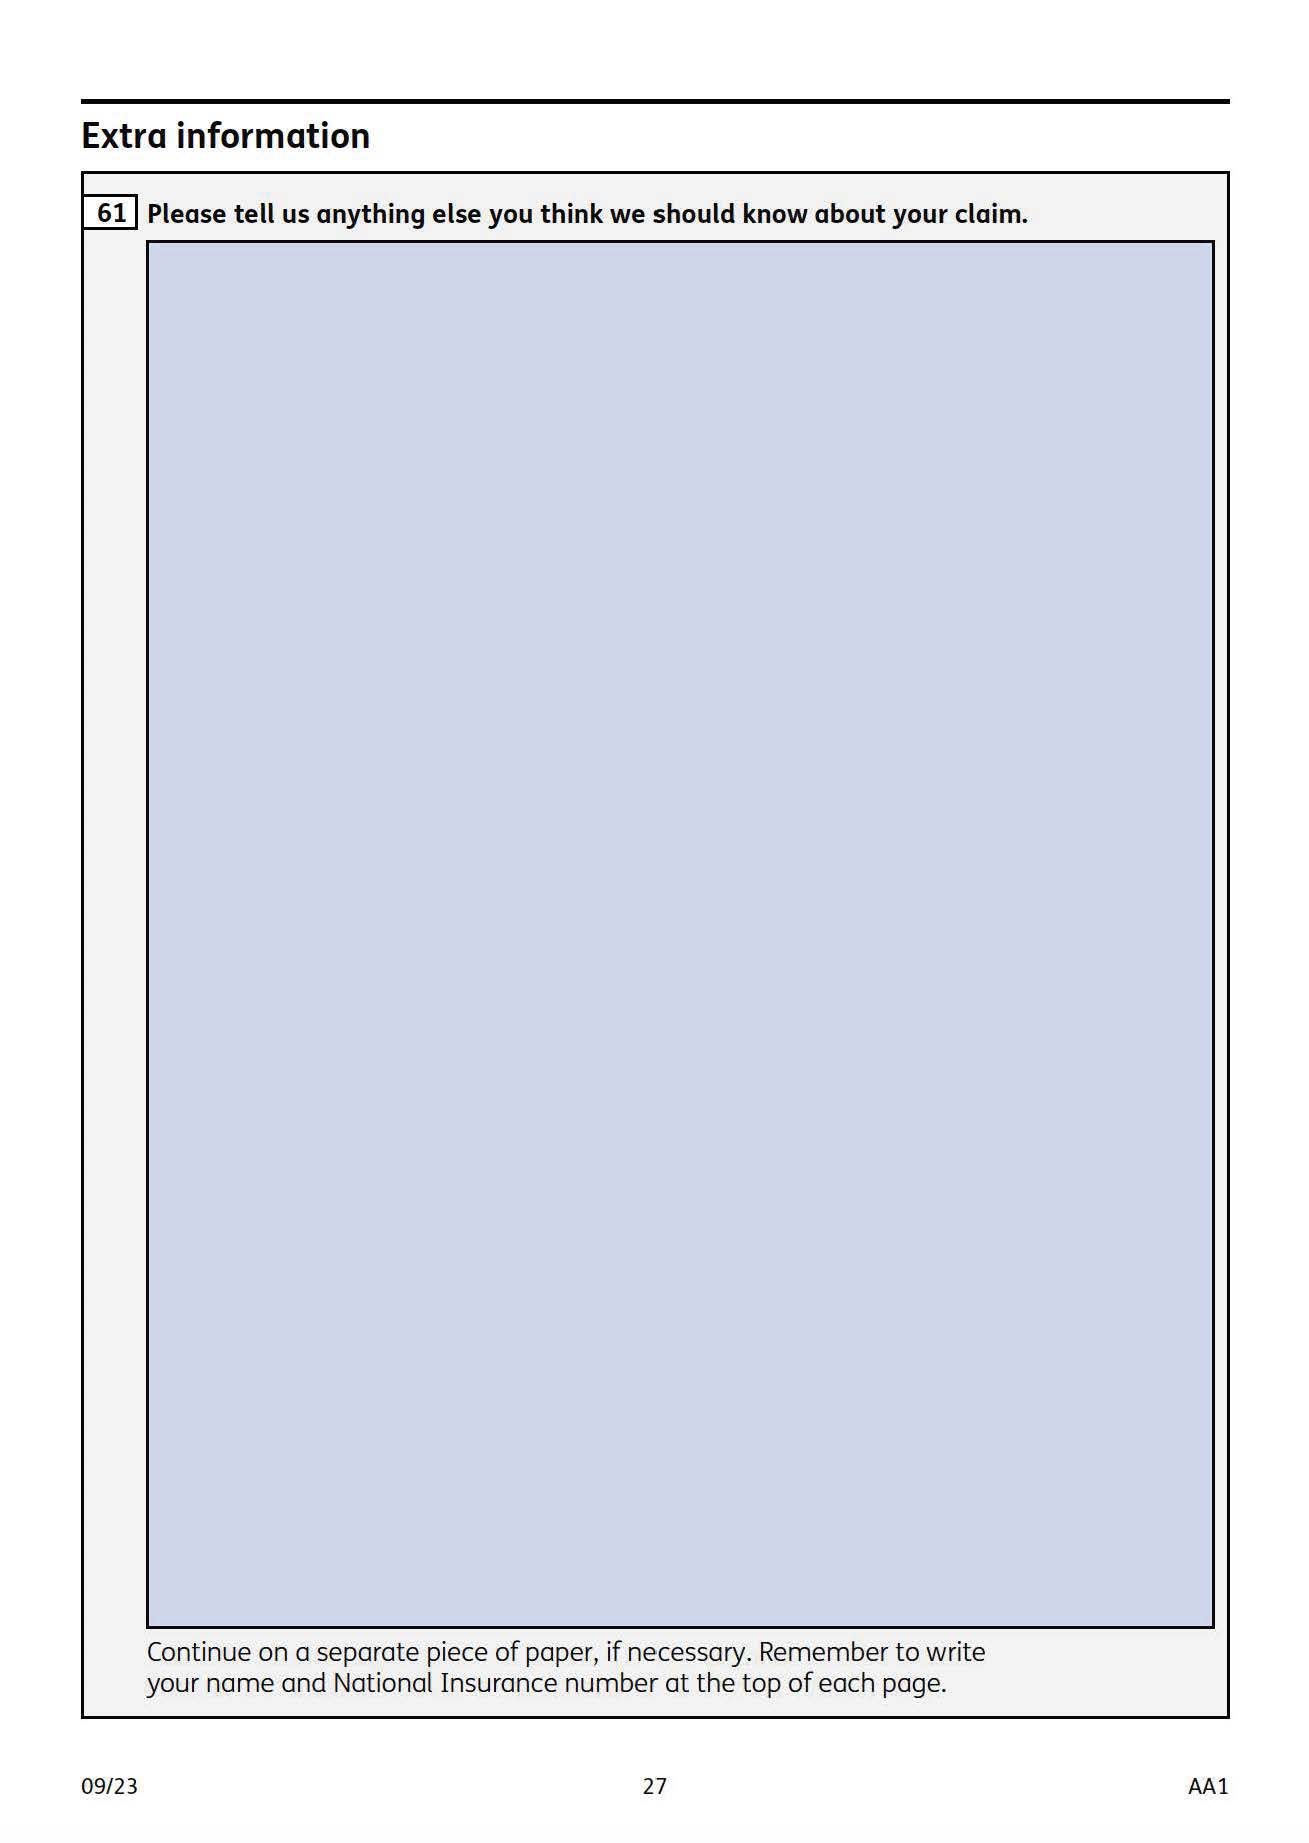 Extra information
61 Please tell us anything else you think we should know about your claim.
Continue on a separate piece of paper, if necessary. Remember to write
your name and National Insurance number at the top of each page.
09/23 27 AA1